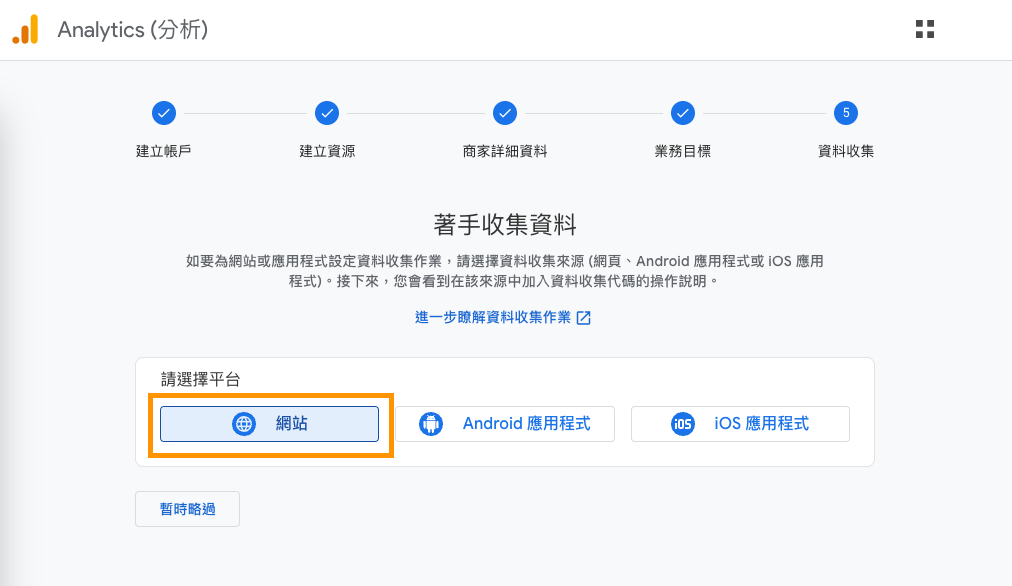 Analytics (分析)
5
建立帳戶
建立資源
商家詳細資料
業務目標
資料收集
著手收集資料
如要為網站或應用程式設定資料收集作業，請選擇資料收集來源 (網頁、Android 應用程式或 iOS 應用
程式)。接下來，您會看到在該來源中加入資料收集代碼的操作說明。
進一步瞭解資料收集作業
請選擇平台
網站
Android 應用程式
iOS
iOS 應用程式
暫時略過